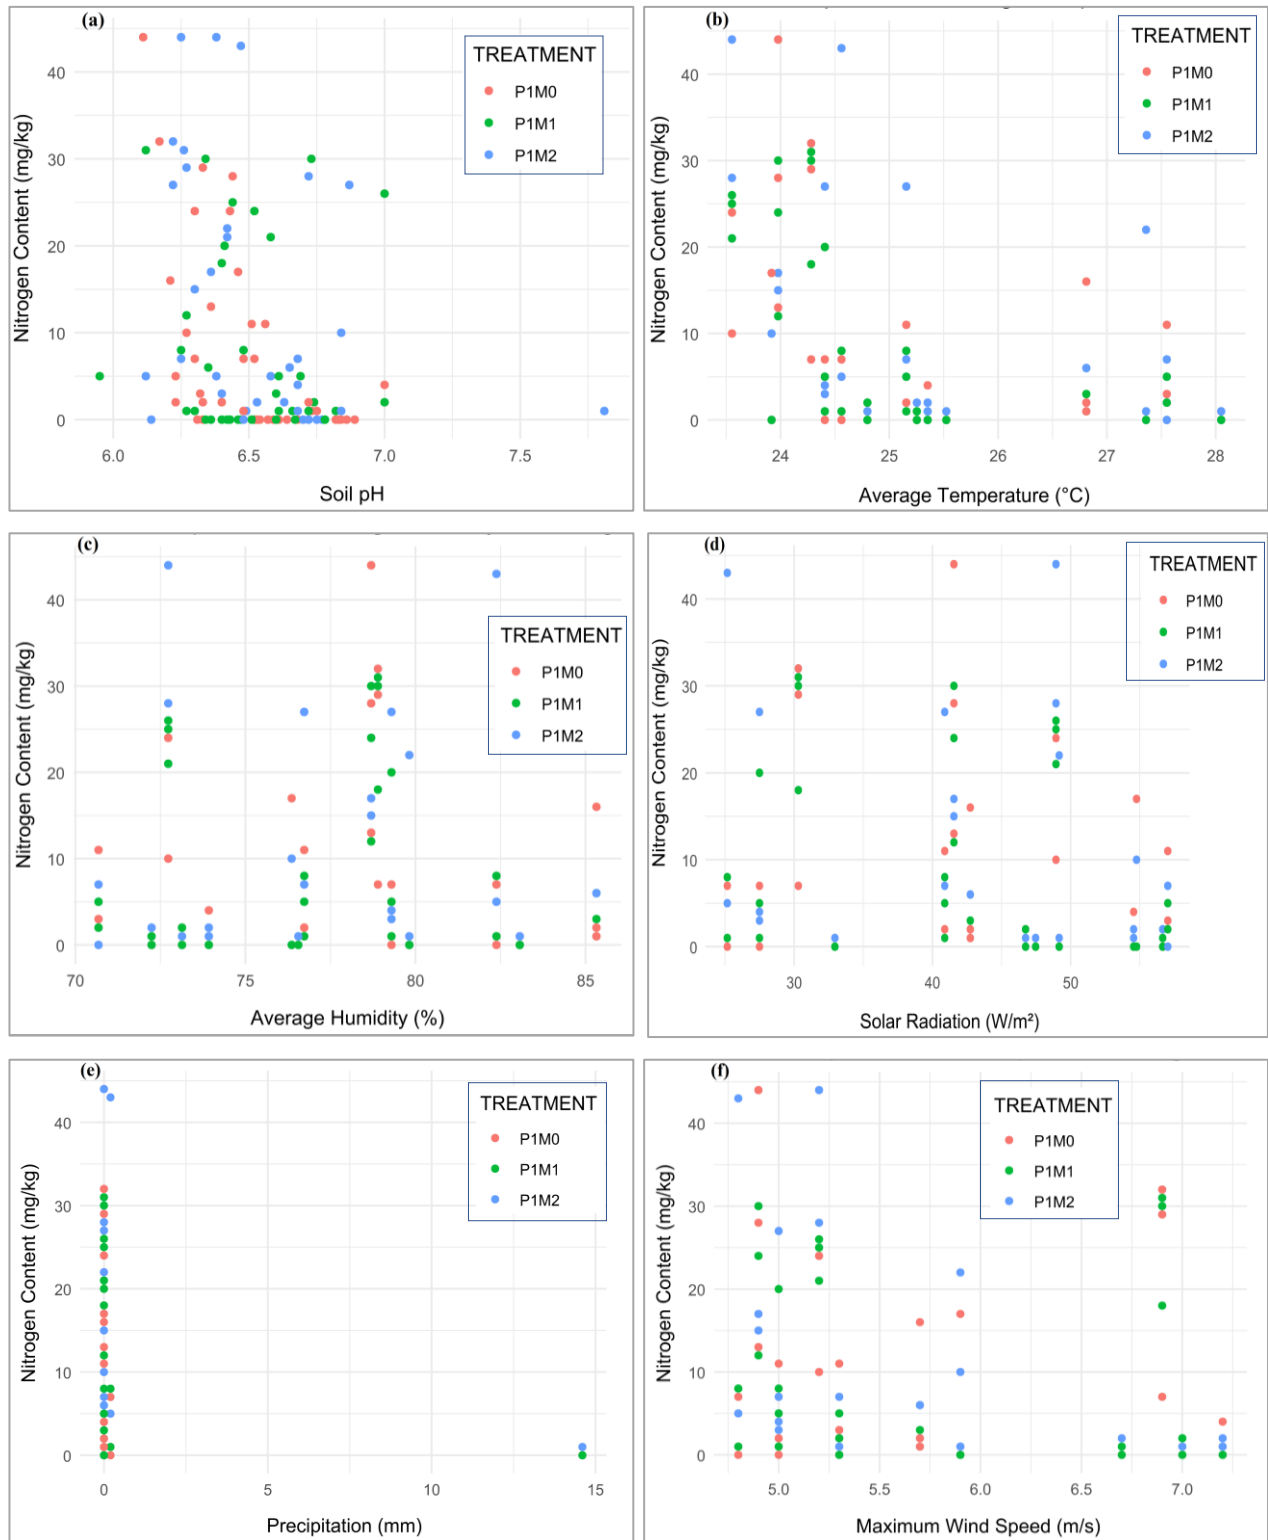 (a)
TREATMENT
P1M0
P1M1
P1M2
Nitrogen Content (mg/kg)
40
30
20
10
0
6.0 6.5 7.0 7.5
Soil pH
(b)
TREATMENT
P1M0
P1M1
P1M2
Nitrogen Content (mg/kg)
40
30
20
10
0
24 25 26 27 28
Average Temperature (°C)
(c)
TREATMENT
P1M0
P1M1
P1M2
Nitrogen Content (mg/kg)
40
30
20
10
0
70 75 80 85
Average Humidity (%)
(d)
TREATMENT
P1M0
P1M1
P1M2
Nitrogen Content (mg/kg)
40
30
20
10
0
30 40 50
Solar Radiation (W/m²)
(e)
TREATMENT
P1M0
P1M1
P1M2
Nitrogen Content (mg/kg)
40
30
20
10
0
0 5 10 15
Precipitation (mm)
(f)
TREATMENT
P1M0
P1M1
P1M2
Nitrogen Content (mg/kg)
40
30
20
10
0
5.0 5.5 6.0 6.5 7.0
Maximum Wind Speed (m/s)